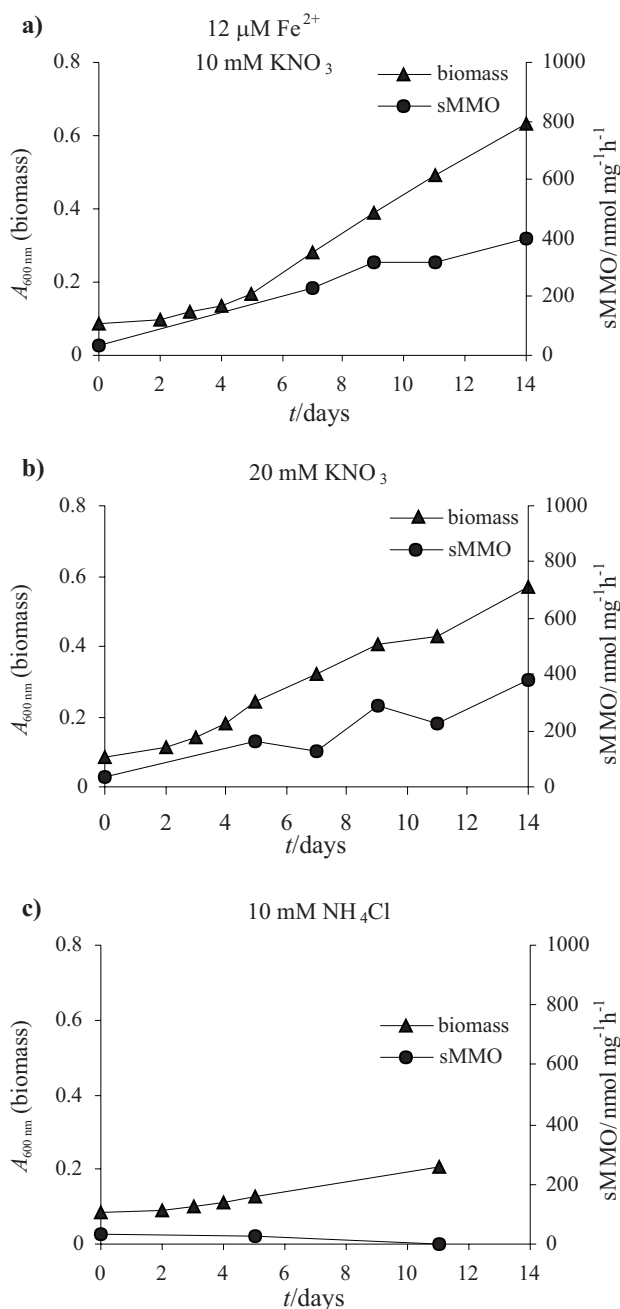 a)
12 μM Fe²⁺
10 mM KNO₃
biomass
sMMO
1000
800
600
400
200
0
0.8
0.6
0.4
0.2
0
A₆₀₀ ₙₘ (biomass)
sMMO/nmol mg⁻¹h⁻¹
0 2 4 6 8 10 12 14
t/days
b)
20 mM KNO₃
biomass
sMMO
1000
800
600
400
200
0
0.8
0.6
0.4
0.2
0
A₆₀₀ ₙₘ (biomass)
sMMO/nmol mg⁻¹h⁻¹
0 2 4 6 8 10 12 14
t/days
c)
10 mM NH₄Cl
biomass
sMMO
1000
800
600
400
200
0
0.8
0.6
0.4
0.2
0
A₆₀₀ ₙₘ (biomass)
sMMO/nmol mg⁻¹h⁻¹
0 2 4 6 8 10 12 14
t/days